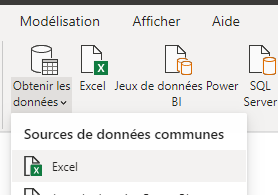 Modélisation Afficher Aide
Obtenir les Excel Jeux de données Power SQL
données BI Server
Sources de données communes
Excel